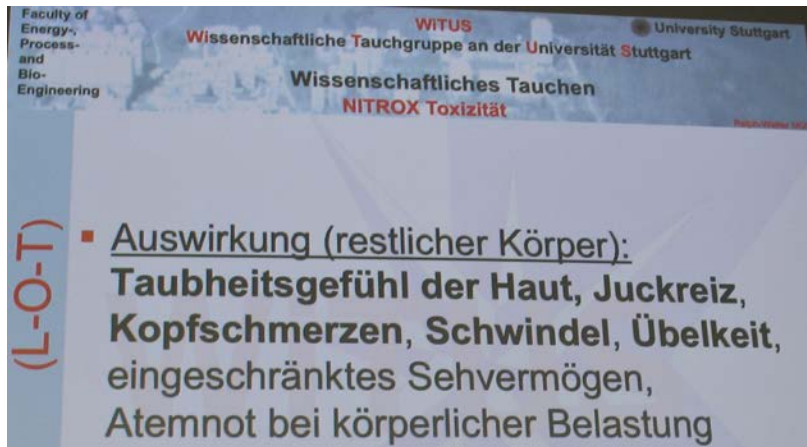 Faculty of
Energy-,
Process-
and
Bio-
Engineering
WiTUS
Wissenschaftliche Tauchgruppe an der Universität Stuttgart
University Stuttgart
Wissenschaftliches Tauchen
NITROX Toxizität
(L-O-T)
▪ Auswirkung (restlicher Körper):
Taubheitsgefühl der Haut, Juckreiz,
Kopfschmerzen, Schwindel, Übelkeit,
eingeschränktes Sehvermögen,
Atemnot bei körperlicher Belastung